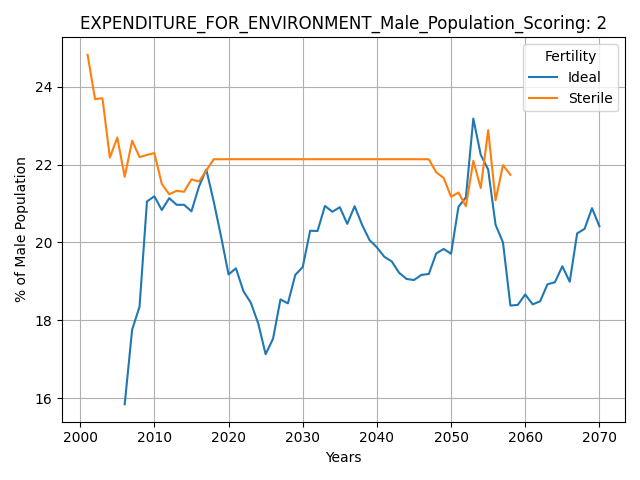 EXPENDITURE_FOR_ENVIRONMENT_Male_Population_Scoring: 2
Fertility
Ideal
Sterile
% of Male Population
24
22
20
18
16
2000 2010 2020 2030 2040 2050 2060 2070
Years